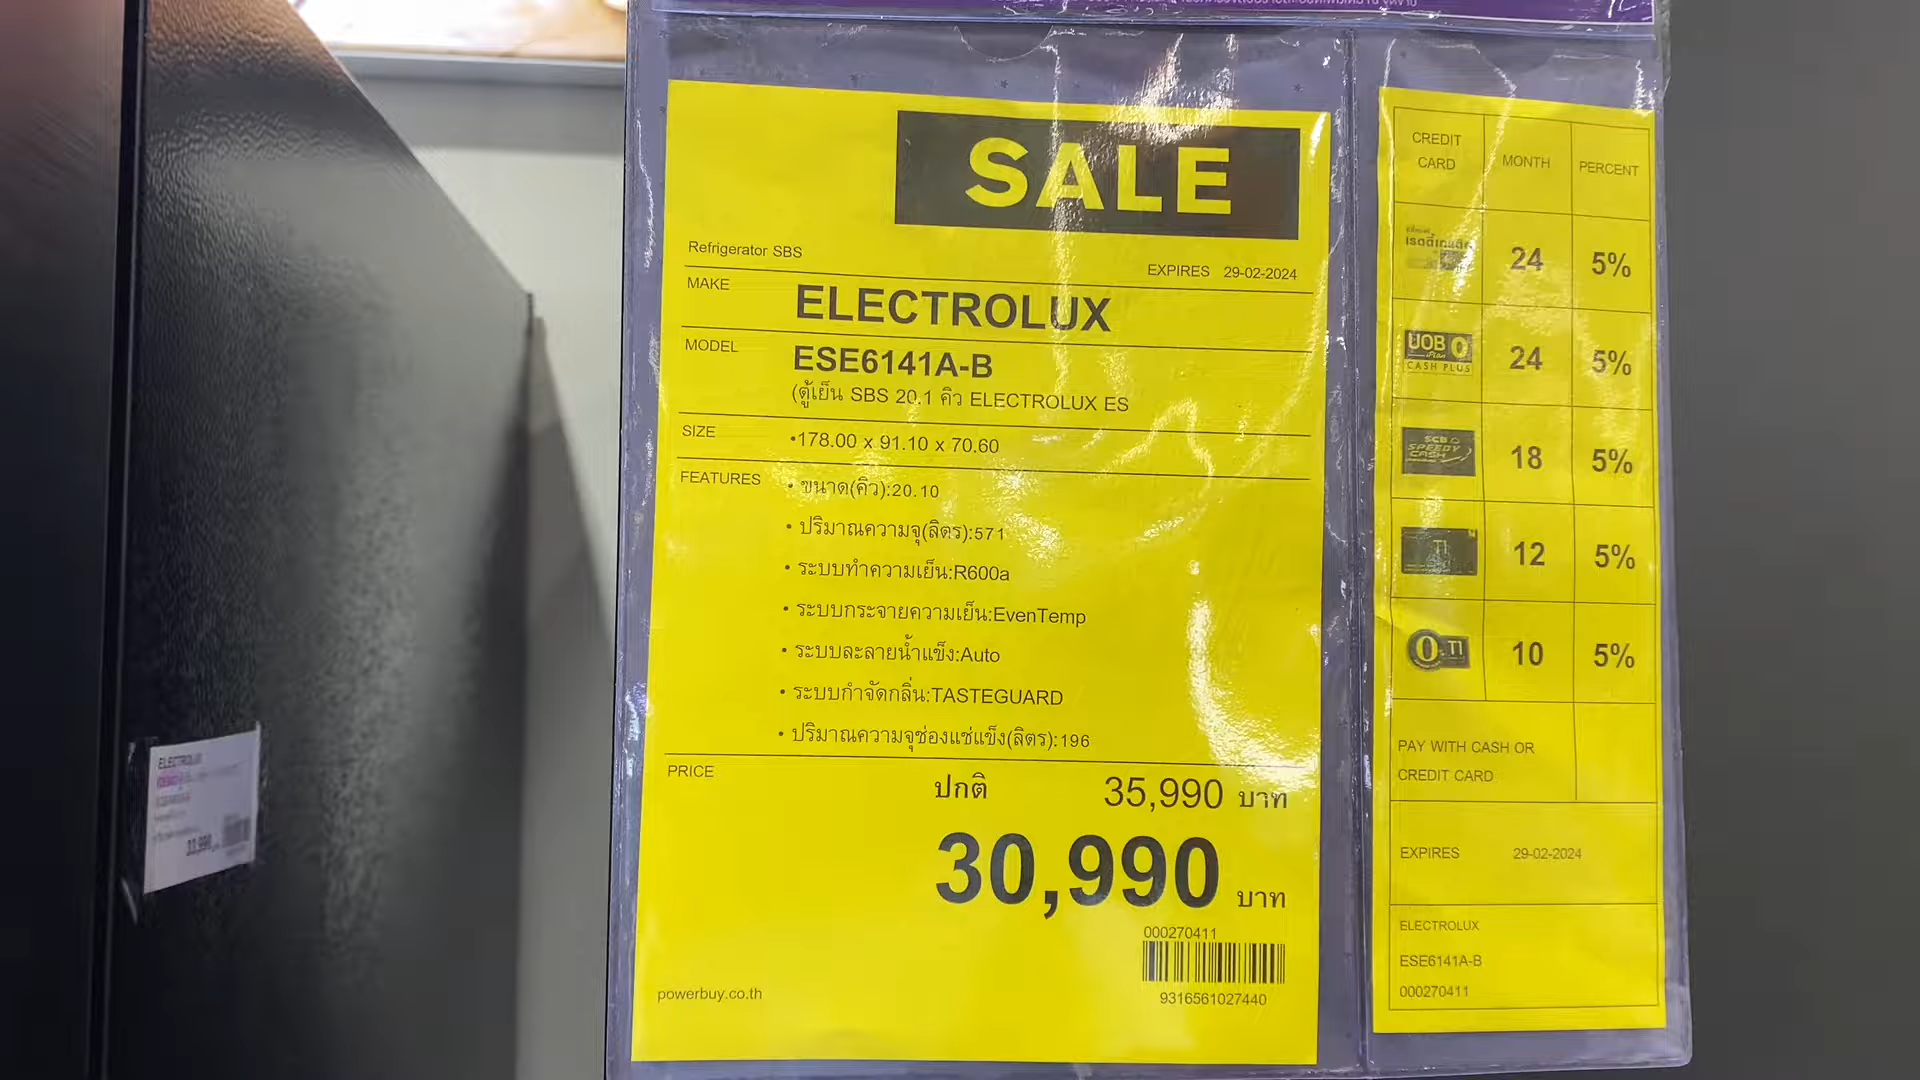 SALE
Refrigerator SBS
EXPIRES 29-02-2024
MAKE
ELECTROLUX
MODEL
ESE6141A-B
(ตู้เย็น SBS 20.1 คิว ELECTROLUX ES
SIZE
•178.00 x 91.10 x 70.60
FEATURES
• ขนาด(คิว):20.10
• ปริมาณความจุ(ลิตร):571
• ระบบทำความเย็น:R600a
• ระบบกระจายความเย็น:EvenTemp
• ระบบละลายน้ำแข็ง:Auto
• ระบบกำจัดกลิ่น:TASTEGUARD
• ปริมาณความจุช่องแช่แข็ง(ลิตร):196
PRICE
ปกติ 35,990 บาท
30,990 บาท
000270411
9316561027440
powerbuy.co.th
CREDIT CARD MONTH PERCENT
24 5%
UOB 0 iPlan CASH PLUS 24 5%
SCB SPEEDY CASH 18 5%
T1 12 5%
0 T1 10 5%
PAY WITH CASH OR
CREDIT CARD
EXPIRES 29-02-2024
ELECTROLUX
ESE6141A-B
000270411
ELECTROLUX